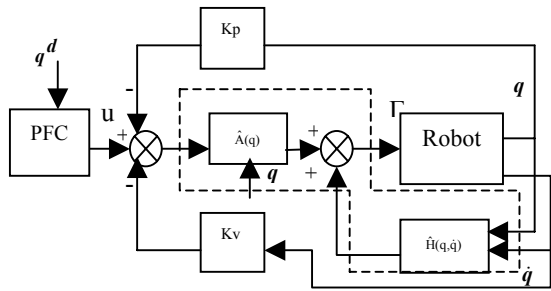 Kp
q^d
-
q
PFC
u
+
Â(q)
+
Γ
Robot
q
+
-
Kv
Ĥ(q,q̇)
q̇